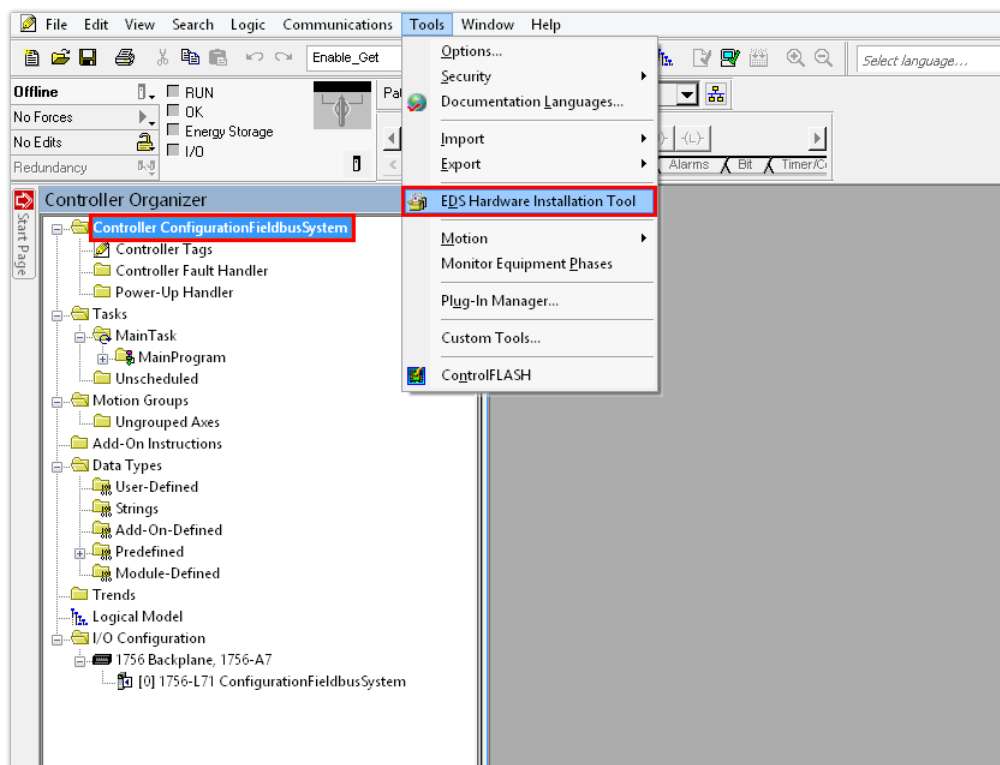 File Edit View Search Logic Communications Tools Window Help
Enable_Get
Select language...
Offline
RUN
No Forces
OK
No Edits
Energy Storage
Redundancy
I/O
Alarms Bit Timer/C
Options...
Security
Documentation Languages...
Import
Export
EDS Hardware Installation Tool
Motion
Monitor Equipment Phases
Plug-In Manager...
Custom Tools...
ControlFLASH
Start Page
Controller Organizer
Controller ConfigurationFieldbusSystem
Controller Tags
Controller Fault Handler
Power-Up Handler
Tasks
MainTask
MainProgram
Unscheduled
Motion Groups
Ungrouped Axes
Add-On Instructions
Data Types
User-Defined
Strings
Add-On-Defined
Predefined
Module-Defined
Trends
Logical Model
I/O Configuration
1756 Backplane, 1756-A7
[0] 1756-L71 ConfigurationFieldbusSystem